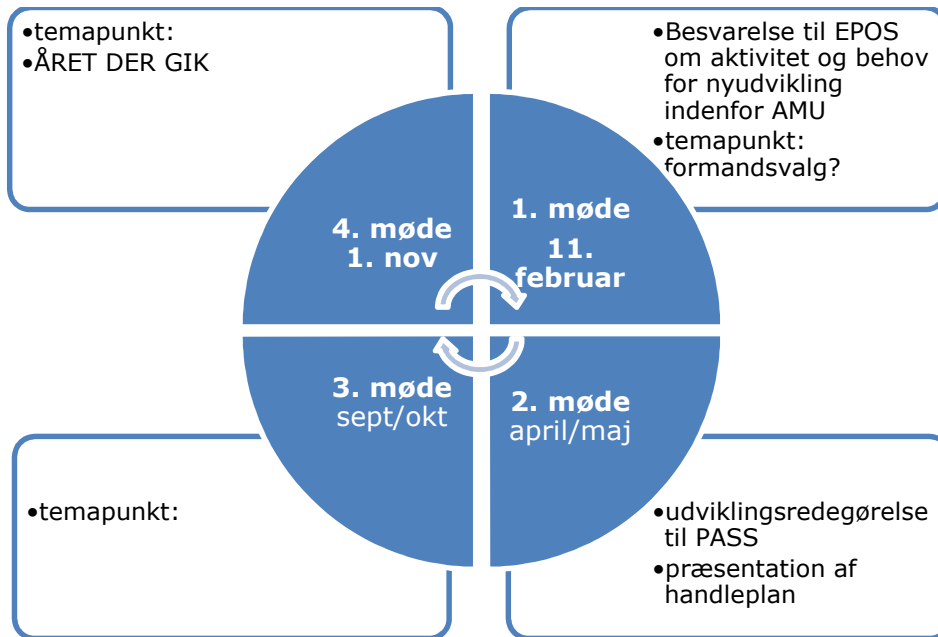 •temapunkt:
•ÅRET DER GIK
•Besvarelse til EPOS
om aktivitet og behov
for nyudvikling
indenfor AMU
•temapunkt:
formandsvalg?
4. møde
1. nov
1. møde
11.
februar
3. møde
sept/okt
2. møde
april/maj
•temapunkt:
•udviklingsredegørelse
til PASS
•præsentation af
handleplan